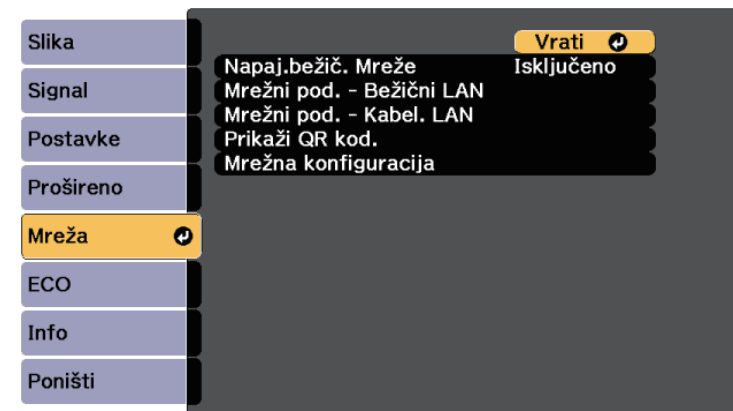 Slika
Signal
Postavke
Prošireno
Mreža
ECO
Info
Poništi
Vrati
Napaj.bežič. Mreže Isključeno
Mrežni pod. - Bežični LAN
Mrežni pod. - Kabel. LAN
Prikaži QR kod.
Mrežna konfiguracija